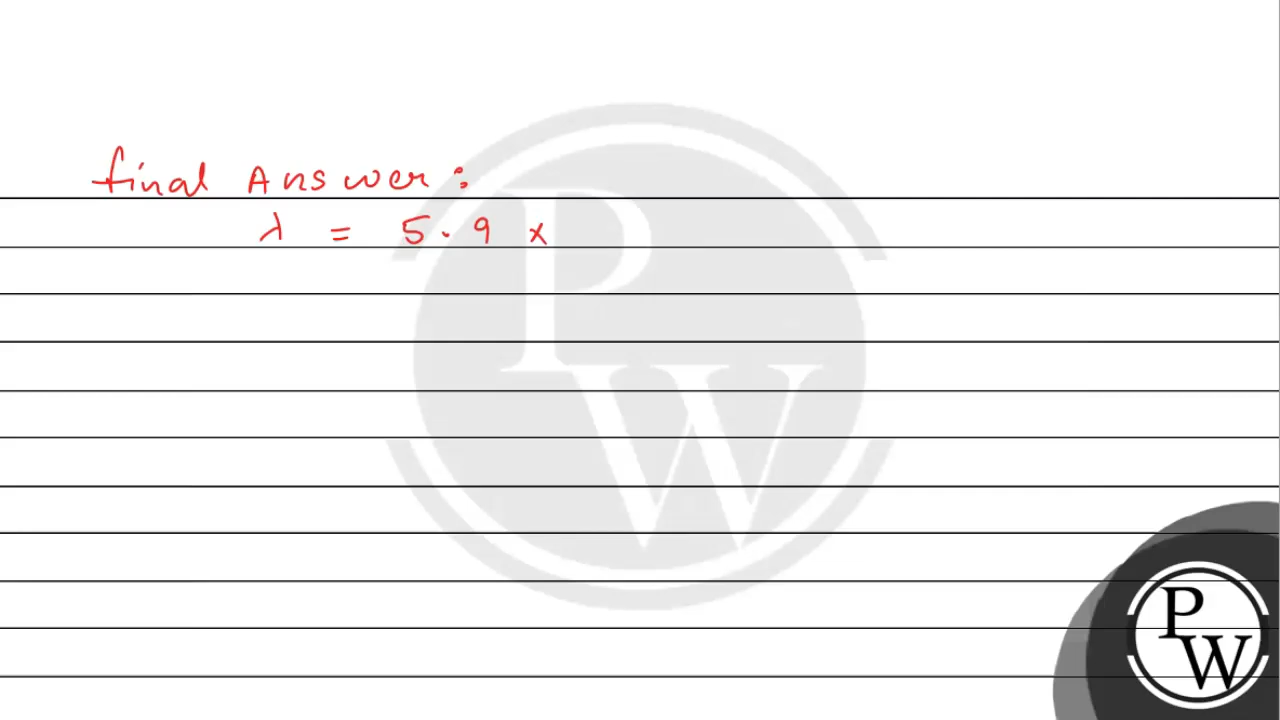 final Answer:
λ = 5.9 ×
P
W
P
W